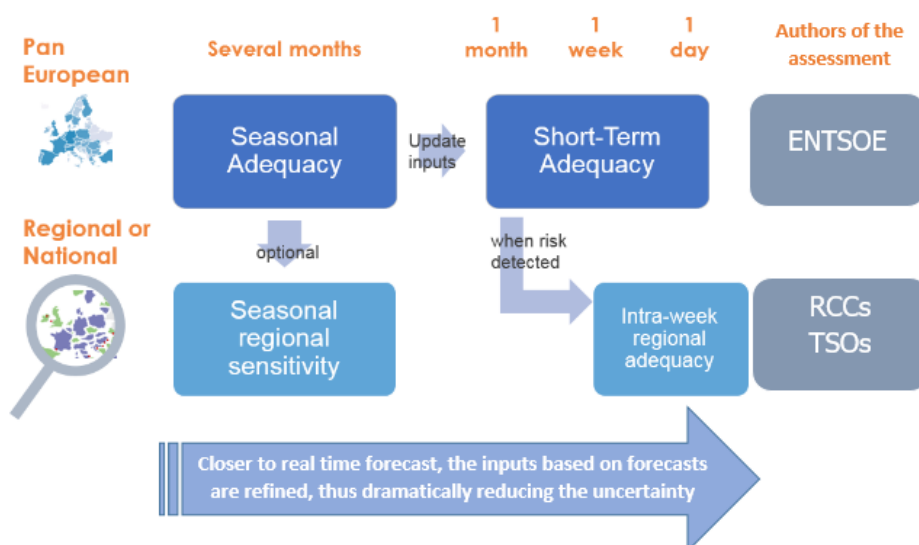 Pan
European
Several months
1
month
1
week
1
day
Authors of the
assessment
Seasonal
Adequacy
Update
inputs
Short-Term
Adequacy
ENTSOE
Regional or
National
optional
when risk
detected
Seasonal
regional
sensitivity
Intra-week
regional
adequacy
RCCs
TSOs
Closer to real time forecast, the inputs based on forecasts
are refined, thus dramatically reducing the uncertainty